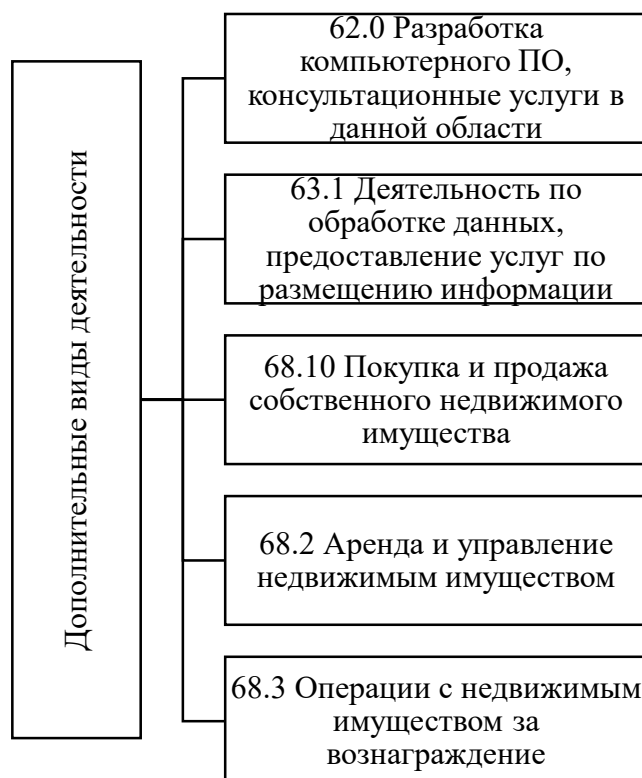 Дополнительные виды деятельности
62.0 Разработка
компьютерного ПО,
консультационные услуги в
данной области
63.1 Деятельность по
обработке данных,
предоставление услуг по
размещению информации
68.10 Покупка и продажа
собственного недвижимого
имущества
68.2 Аренда и управление
недвижимым имуществом
68.3 Операции с недвижимым
имуществом за
вознаграждение